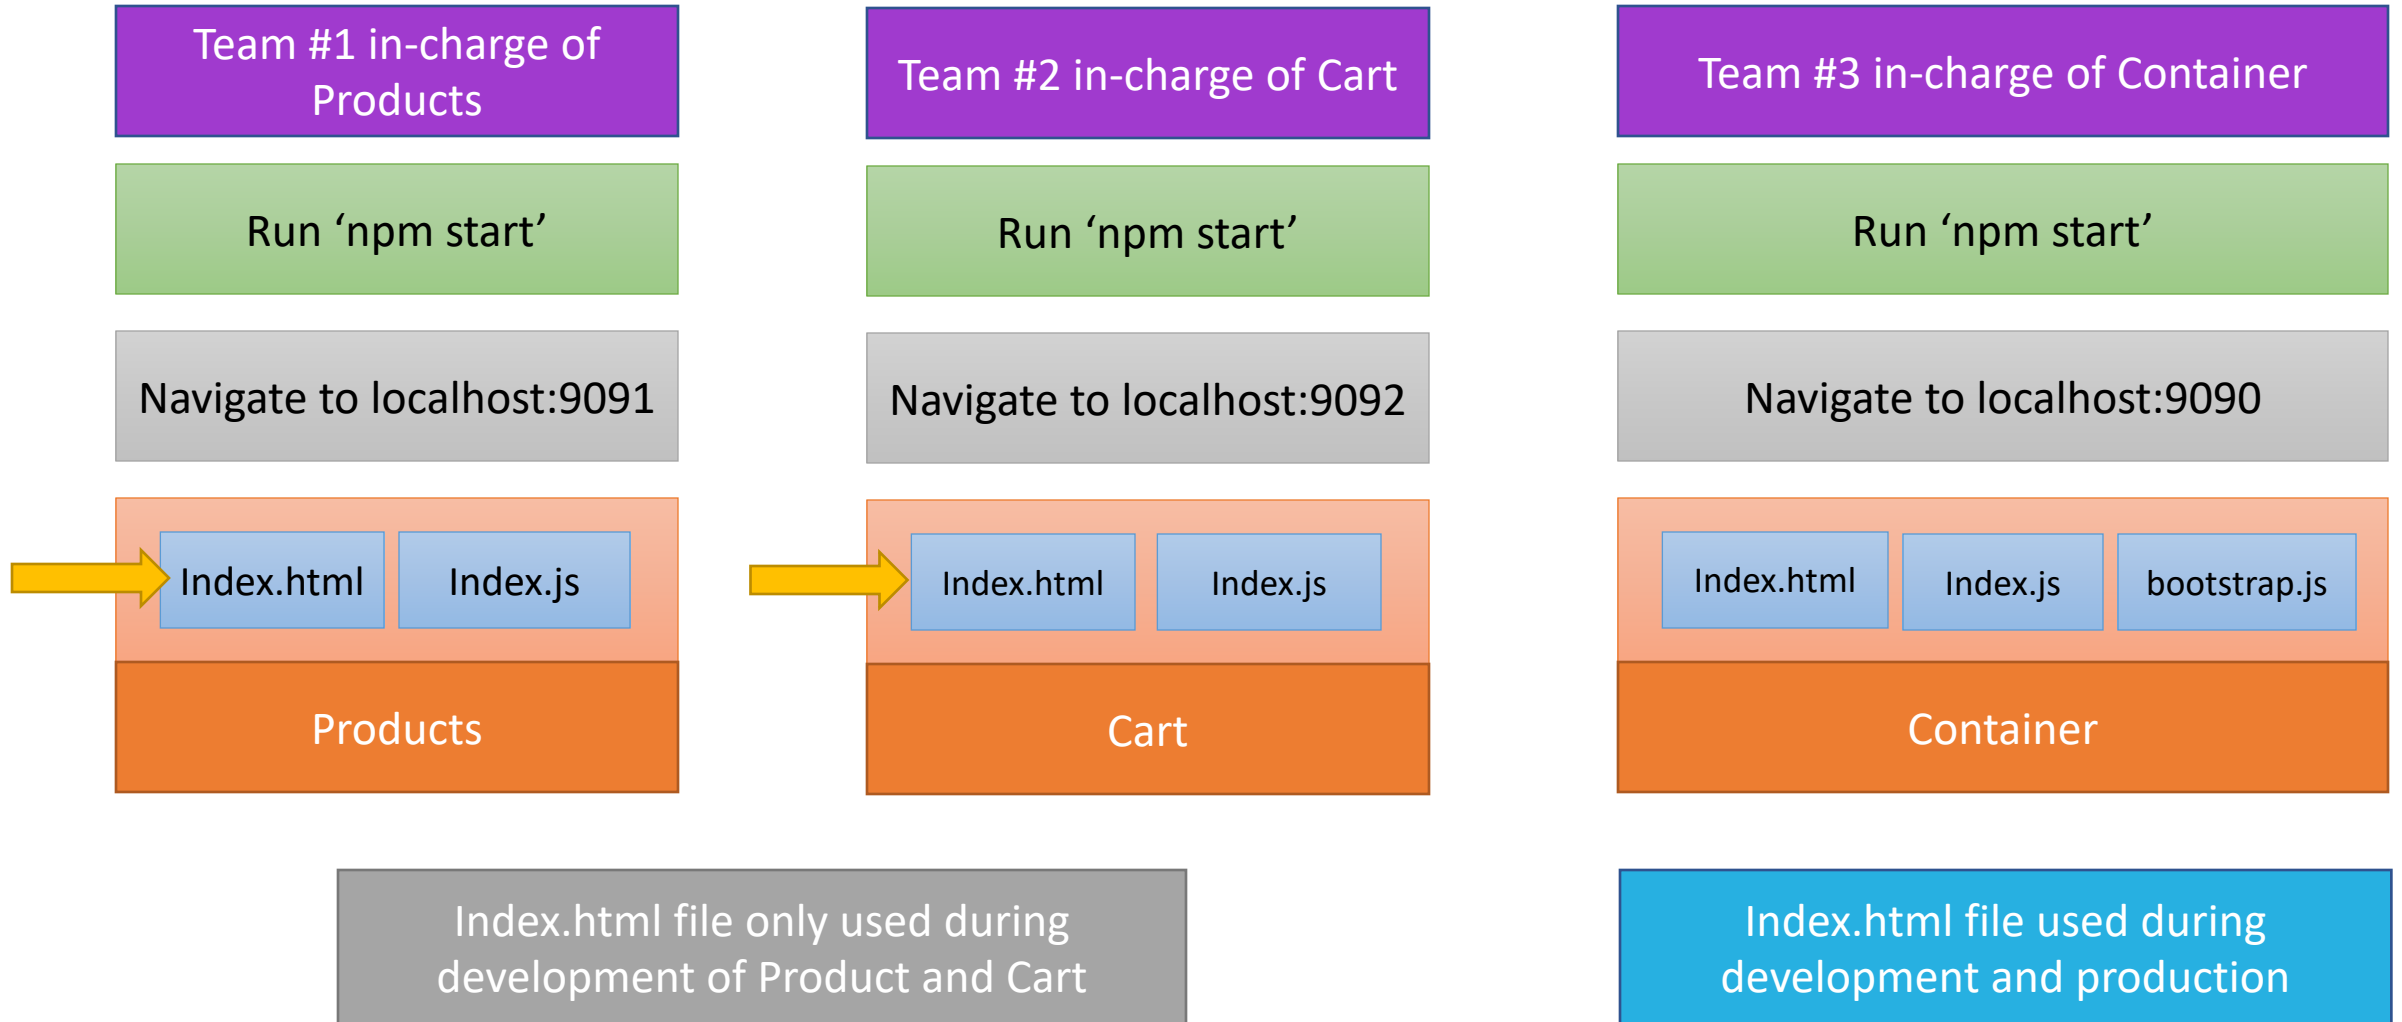 Team #1 in-charge of
Products
Team #2 in-charge of Cart
Team #3 in-charge of Container
Run ‘npm start’
Run ‘npm start’
Run ‘npm start’
Navigate to localhost:9091
Navigate to localhost:9092
Navigate to localhost:9090
Index.html
Index.js
Index.html
Index.js
Index.html
Index.js
bootstrap.js
Products
Cart
Container
Index.html file only used during
development of Product and Cart
Index.html file used during
development and production